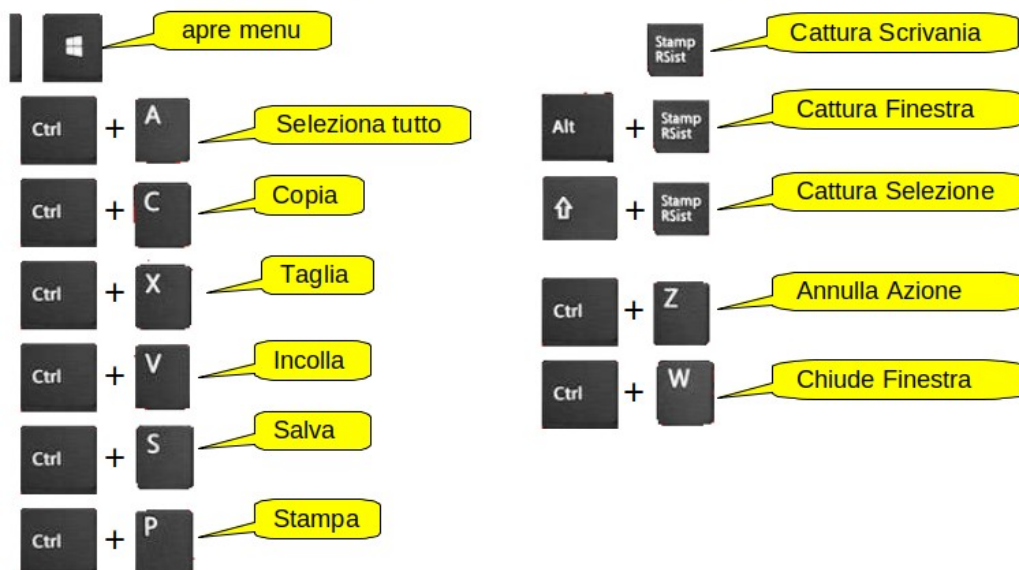 apre menu
Ctrl + A
Seleziona tutto
Ctrl + C
Copia
Ctrl + X
Taglia
Ctrl + V
Incolla
Ctrl + S
Salva
Ctrl + P
Stampa
Stamp
RSist
Cattura Scrivania
Alt + Stamp
RSist
Cattura Finestra
⇧ + Stamp
RSist
Cattura Selezione
Ctrl + Z
Annulla Azione
Ctrl + W
Chiude Finestra